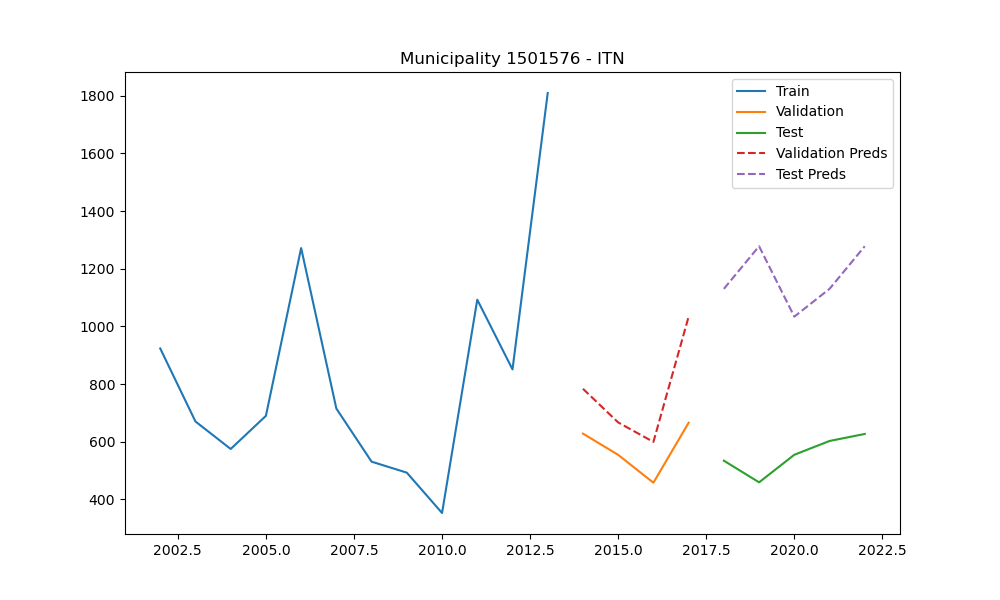 Municipality 1501576 - ITN
Train
Validation
Test
Validation Preds
Test Preds
1800
1600
1400
1200
1000
800
600
400
2002.5 2005.0 2007.5 2010.0 2012.5 2015.0 2017.5 2020.0 2022.5